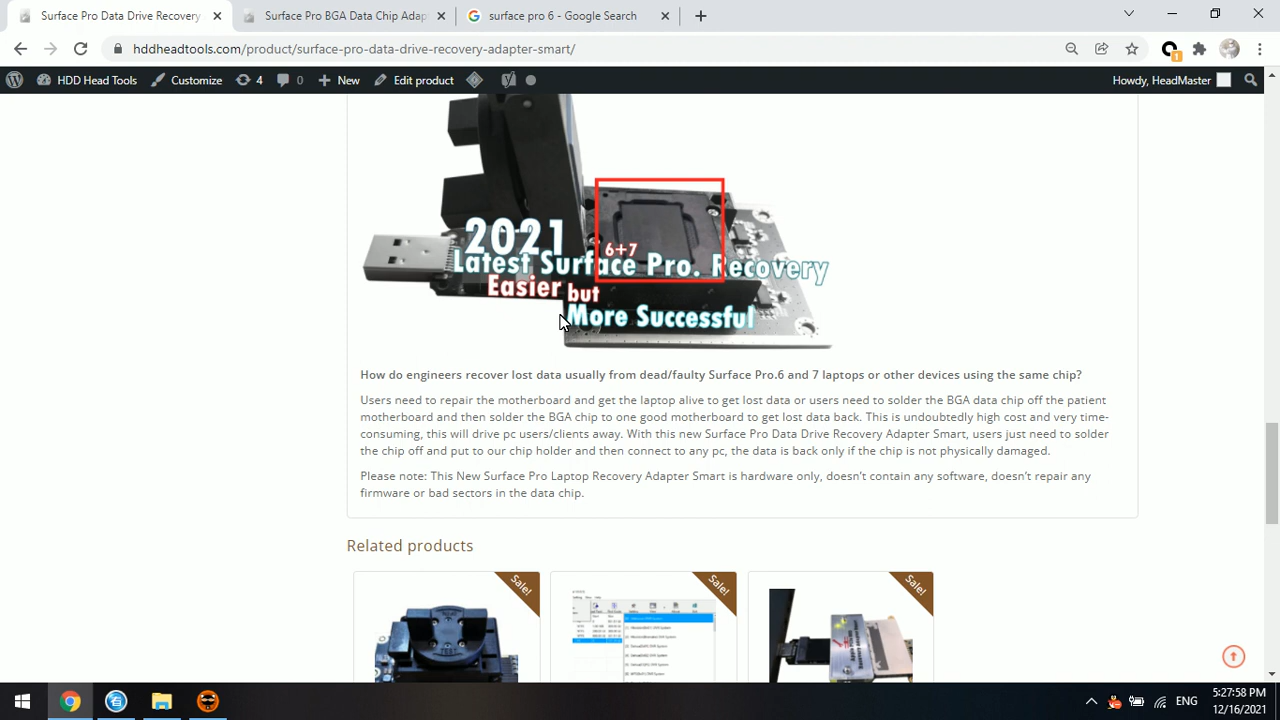 Surface Pro Data Drive Recovery
Surface Pro BGA Data Chip Adap
surface pro 6 - Google Search
hddheadtools.com/product/surface-pro-data-drive-recovery-adapter-smart/
HDD Head Tools
Customize
4
0
New
Edit product
Howdy, HeadMaster
2021
6+7
Latest Surface Pro. Recovery
Easier but
More Successful
How do engineers recover lost data usually from dead/faulty Surface Pro.6 and 7 laptops or other devices using the same chip?
Users need to repair the motherboard and get the laptop alive to get lost data or users need to solder the BGA data chip off the patient
motherboard and then solder the BGA chip to one good motherboard to get lost data back. This is undoubtedly high cost and very time-
consuming, this will drive pc users/clients away. With this new Surface Pro Data Drive Recovery Adapter Smart, users just need to solder
the chip off and put to our chip holder and then connect to any pc, the data is back only if the chip is not physically damaged.
Please note: This New Surface Pro Laptop Recovery Adapter Smart is hardware only, doesn't contain any software, doesn't repair any
firmware or bad sectors in the data chip.
Related products
Sale!
Sale!
Sale!
ENG
5:27:58 PM
12/16/2021